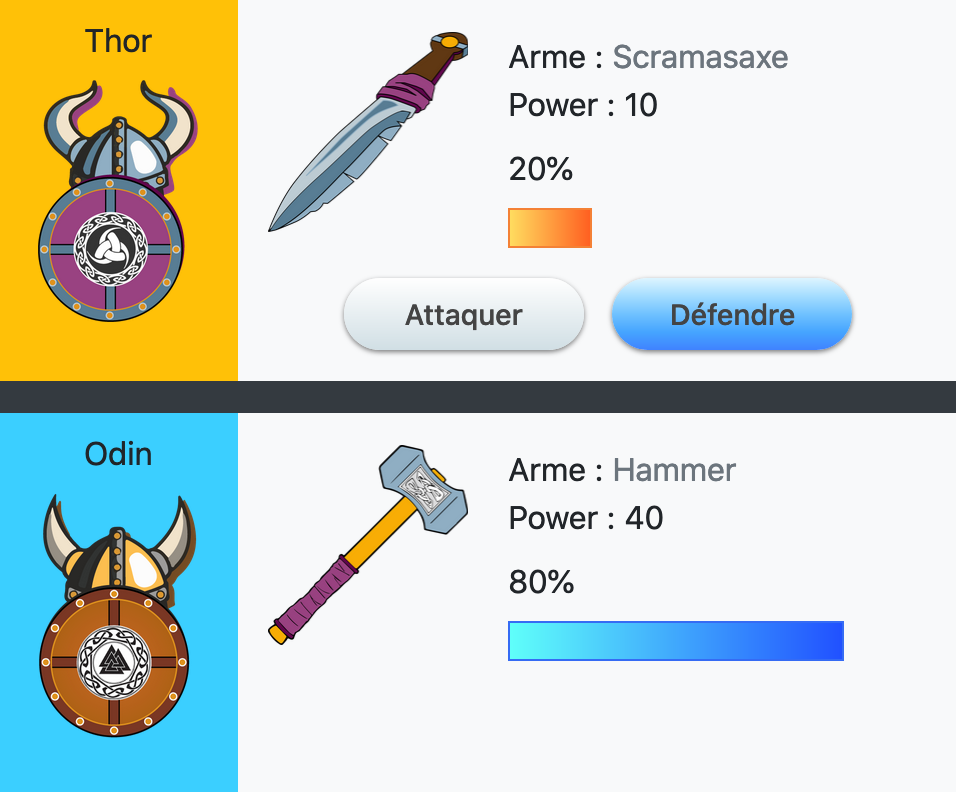 Thor
Arme : Scramasaxe
Power : 10
20%
Attaquer
Défendre
Odin
Arme : Hammer
Power : 40
80%